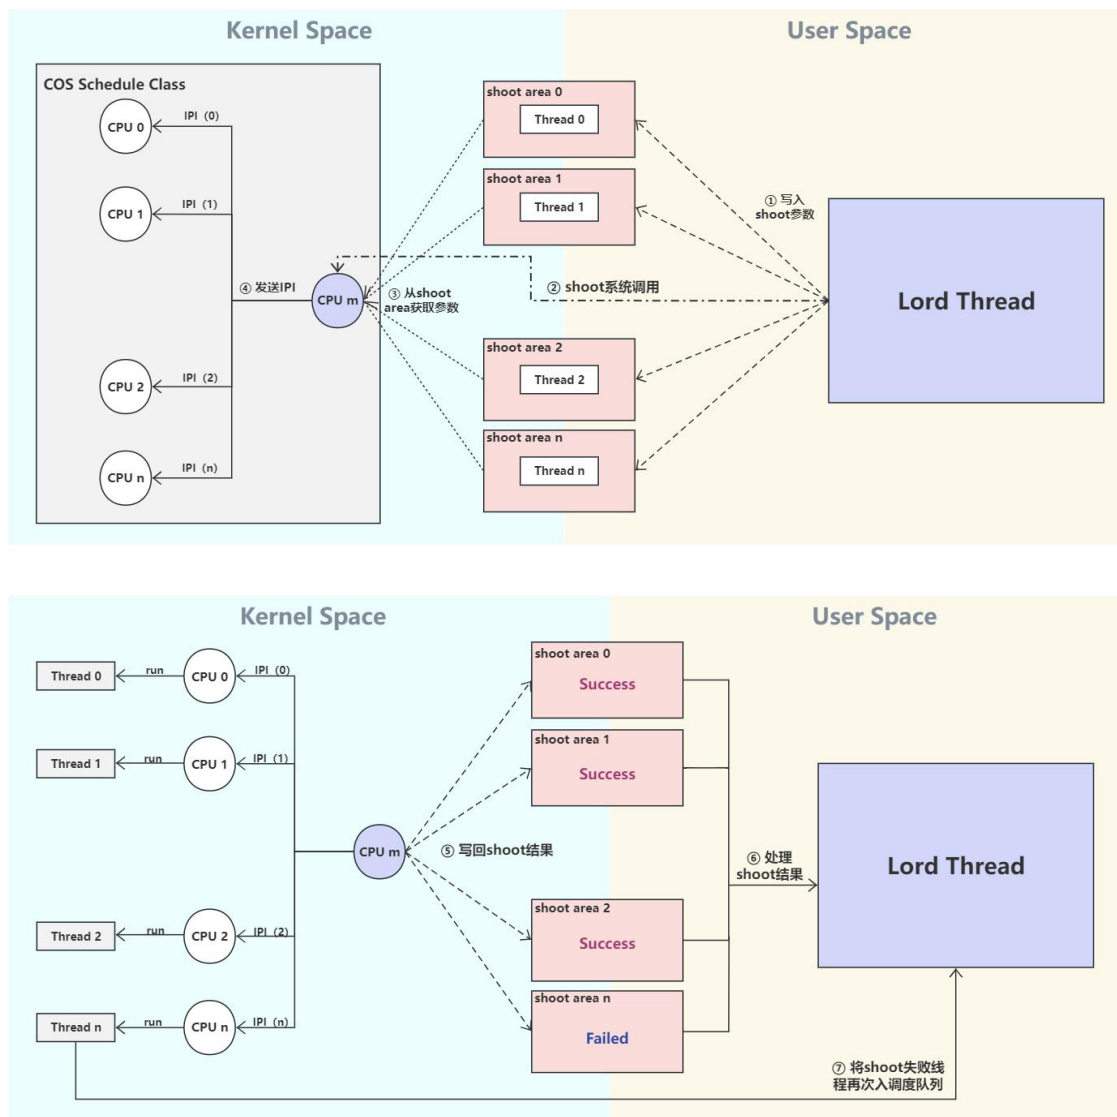 Kernel Space
User Space
COS Schedule Class
CPU 0
IPI（0）
CPU 1
IPI（1）
④ 发送IPI
CPU m
CPU 2
IPI（2）
CPU n
IPI（n）
shoot area 0
Thread 0
shoot area 1
Thread 1
③ 从shoot
area获取参数
② shoot系统调用
shoot area 2
Thread 2
shoot area n
Thread n
① 写入
shoot参数
Lord Thread
Kernel Space
User Space
Thread 0
run
CPU 0
IPI（0）
Thread 1
run
CPU 1
IPI（1）
CPU m
Thread 2
run
CPU 2
IPI（2）
Thread n
run
CPU n
IPI（n）
⑤ 写回shoot结果
shoot area 0
Success
shoot area 1
Success
shoot area 2
Success
shoot area n
Failed
⑥ 处理
shoot结果
Lord Thread
⑦ 将shoot失败线
程再次入调度队列